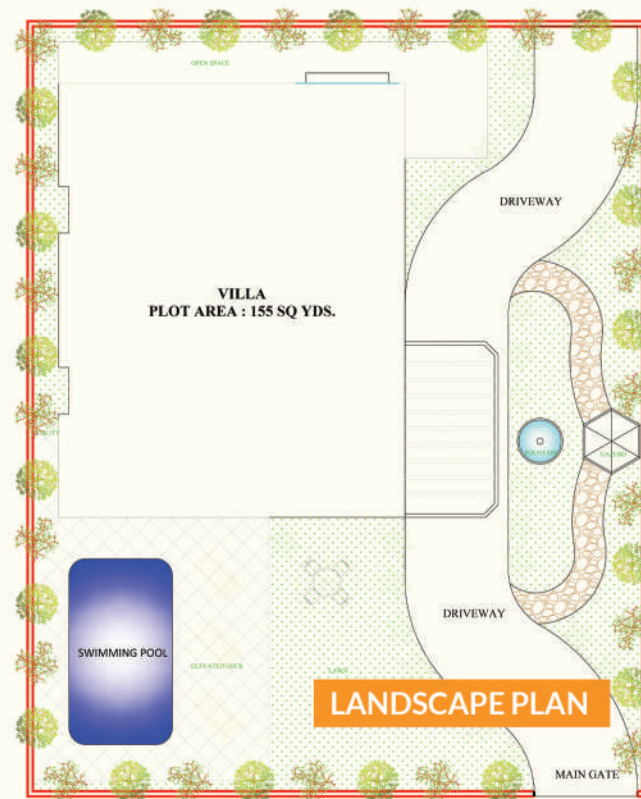 OPEN SPACE
DRIVEWAY
VILLA
PLOT AREA : 155 SQ YDS.
FOUNTAIN
GAZEBO
DRIVEWAY
SWIMMING POOL
ELEVATED DECK
LAWN
LANDSCAPE PLAN
MAIN GATE